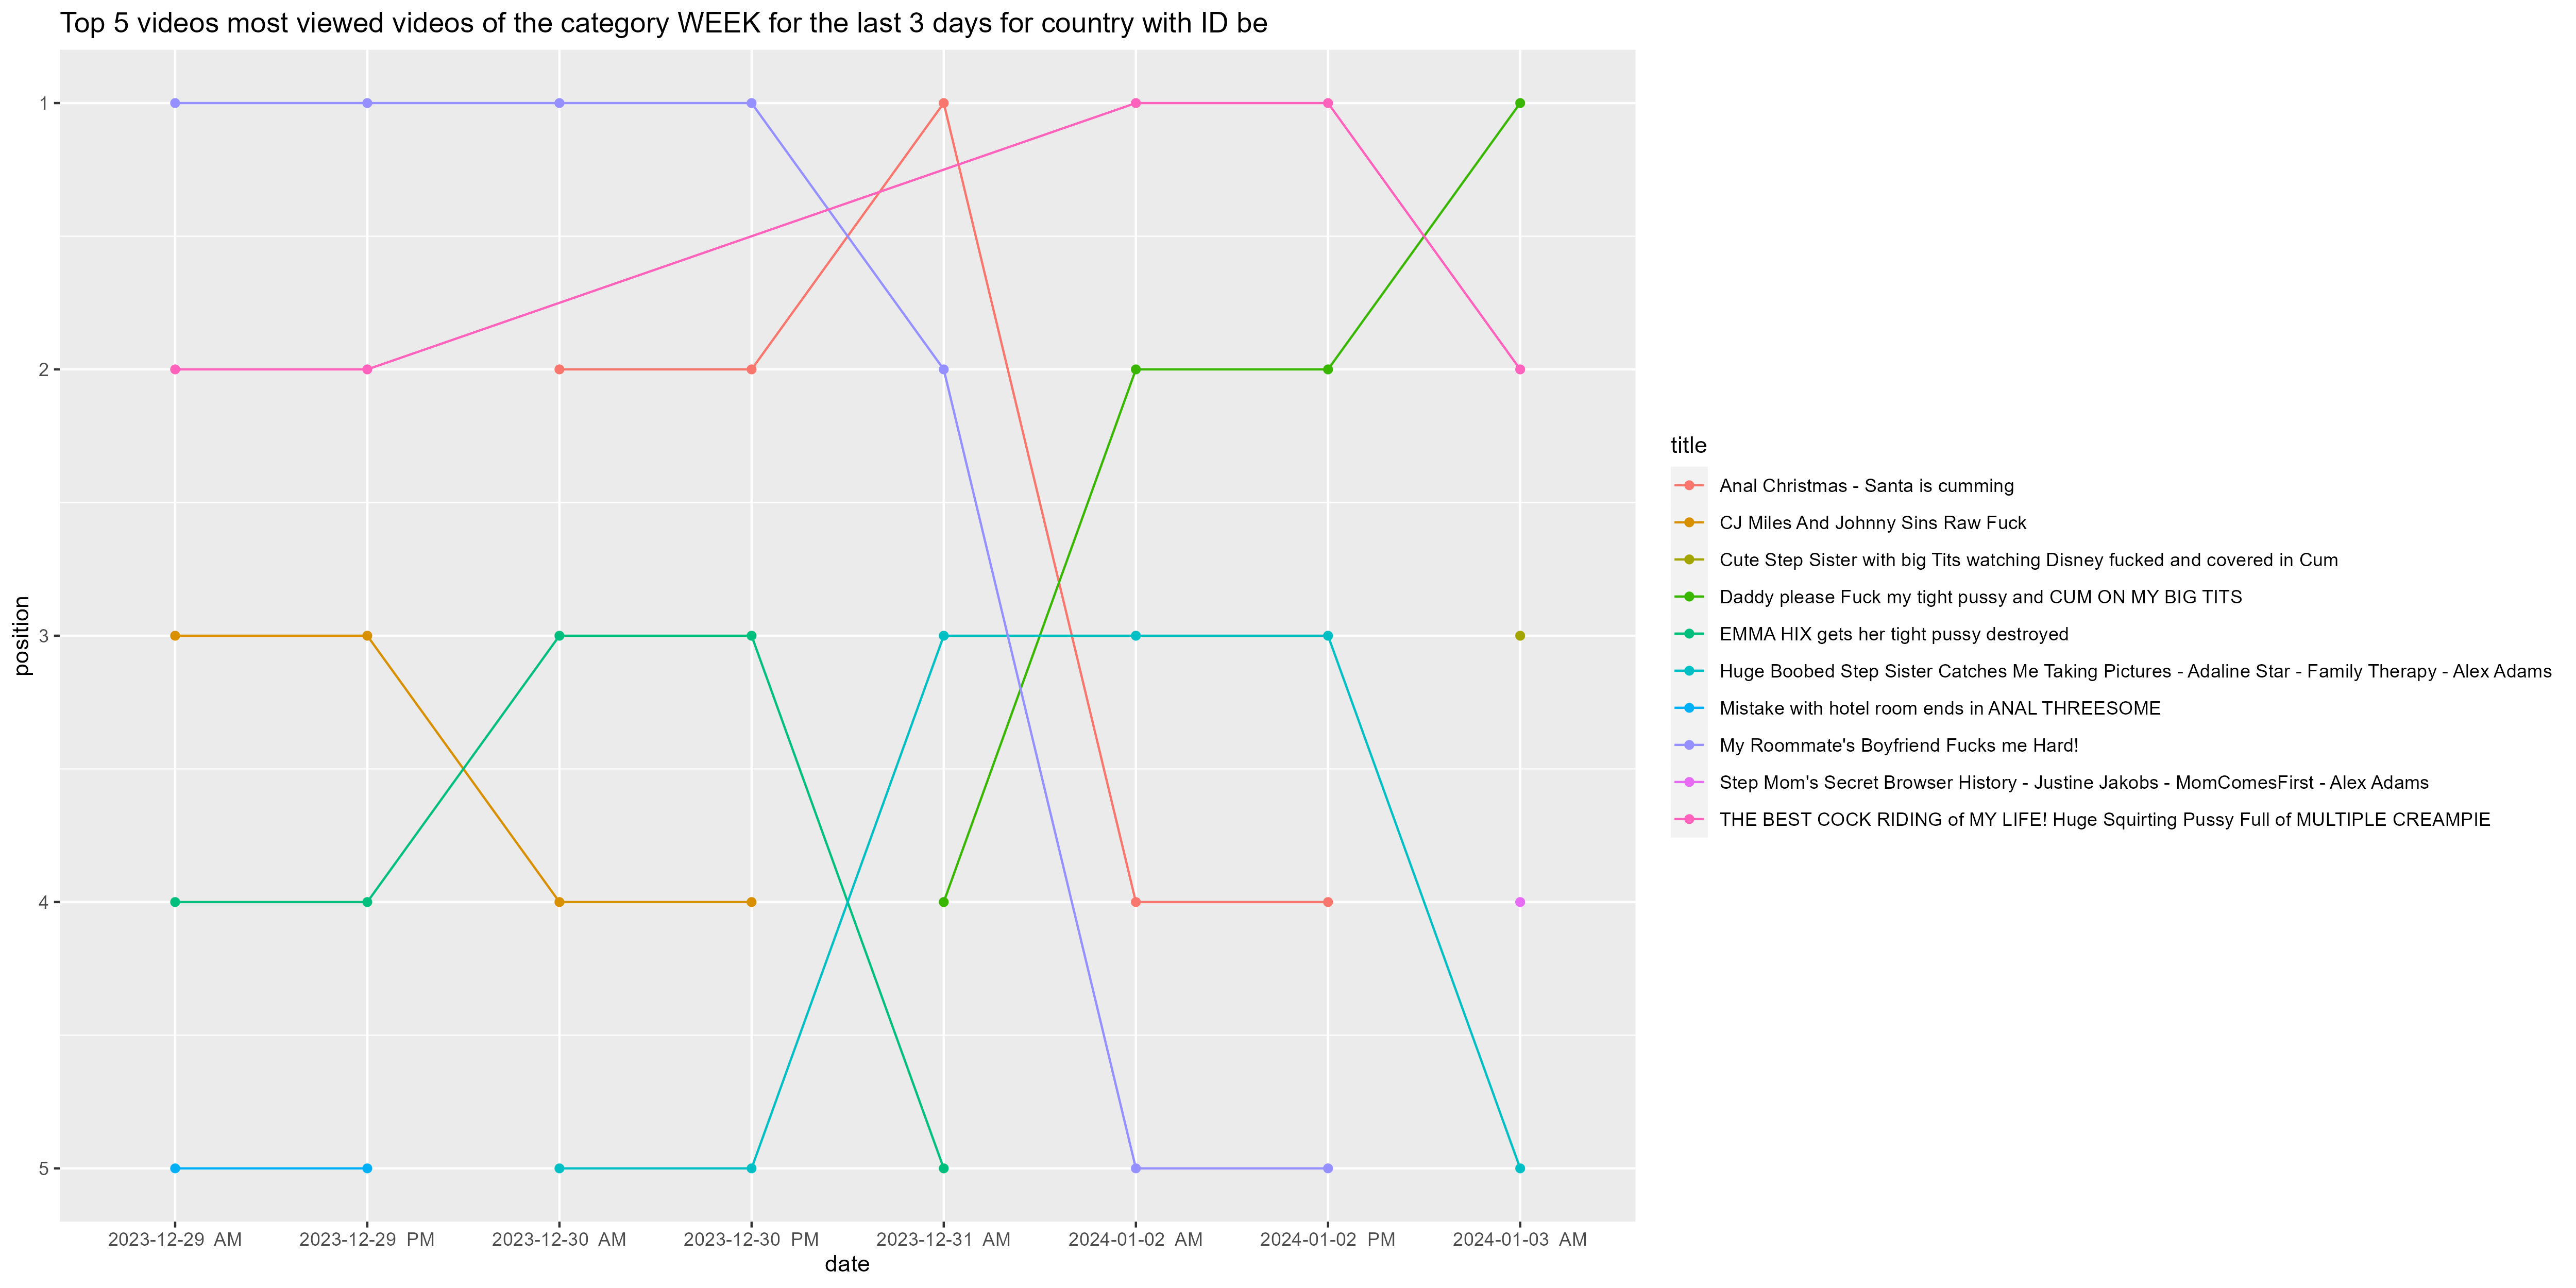 Top 5 videos most viewed videos of the category WEEK for the last 3 days for country with ID be
position
1
2
3
4
5
2023-12-29 AM
2023-12-29 PM
2023-12-30 AM
2023-12-30 PM
2023-12-31 AM
2024-01-02 AM
2024-01-02 PM
2024-01-03 AM
date
title
Anal Christmas - Santa is cumming
CJ Miles And Johnny Sins Raw Fuck
Cute Step Sister with big Tits watching Disney fucked and covered in Cum
Daddy please Fuck my tight pussy and CUM ON MY BIG TITS
EMMA HIX gets her tight pussy destroyed
Huge Boobed Step Sister Catches Me Taking Pictures - Adaline Star - Family Therapy - Alex Adams
Mistake with hotel room ends in ANAL THREESOME
My Roommate's Boyfriend Fucks me Hard!
Step Mom's Secret Browser History - Justine Jakobs - MomComesFirst - Alex Adams
THE BEST COCK RIDING of MY LIFE! Huge Squirting Pussy Full of MULTIPLE CREAMPIE